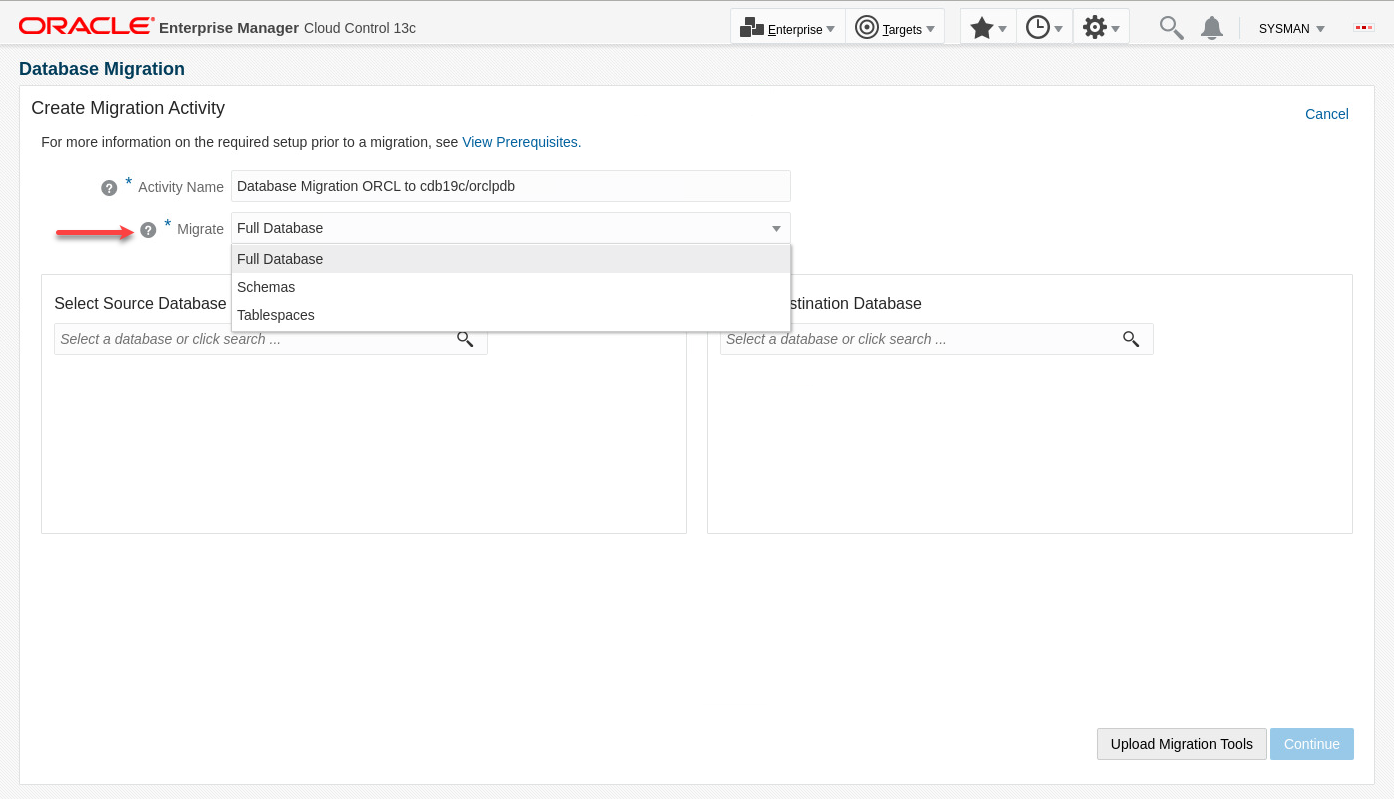 ORACLE Enterprise Manager Cloud Control 13c
Enterprise
Targets
SYSMAN
Database Migration
Create Migration Activity
Cancel
For more information on the required setup prior to a migration, see View Prerequisites.
? * Activity Name
Database Migration ORCL to cdb19c/orclpdb
? * Migrate
Full Database
Full Database
Schemas
Tablespaces
Select Source Database
stination Database
Select a database or click search ...
Select a database or click search ...
Upload Migration Tools
Continue